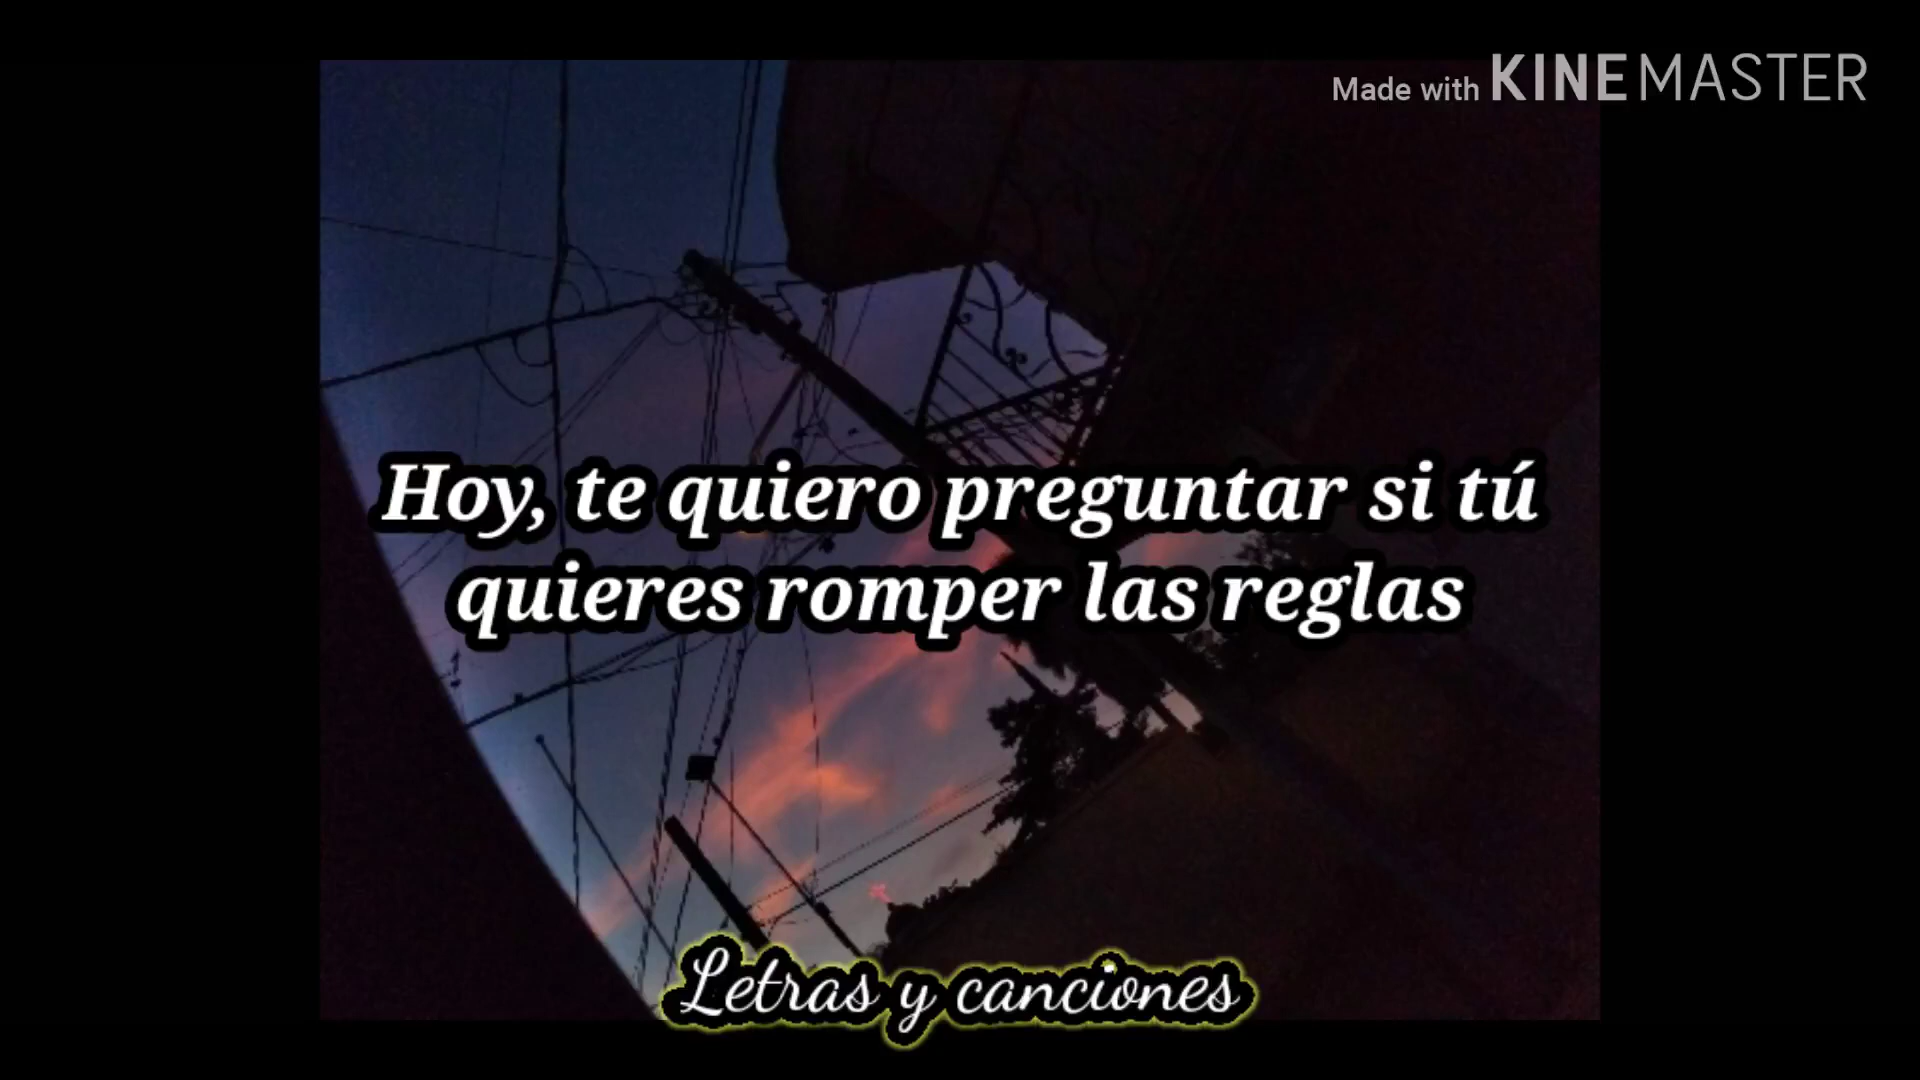 Made with KINEMASTER
Hoy, te quiero preguntar si tú
quieres romper las reglas
Letras y canciones